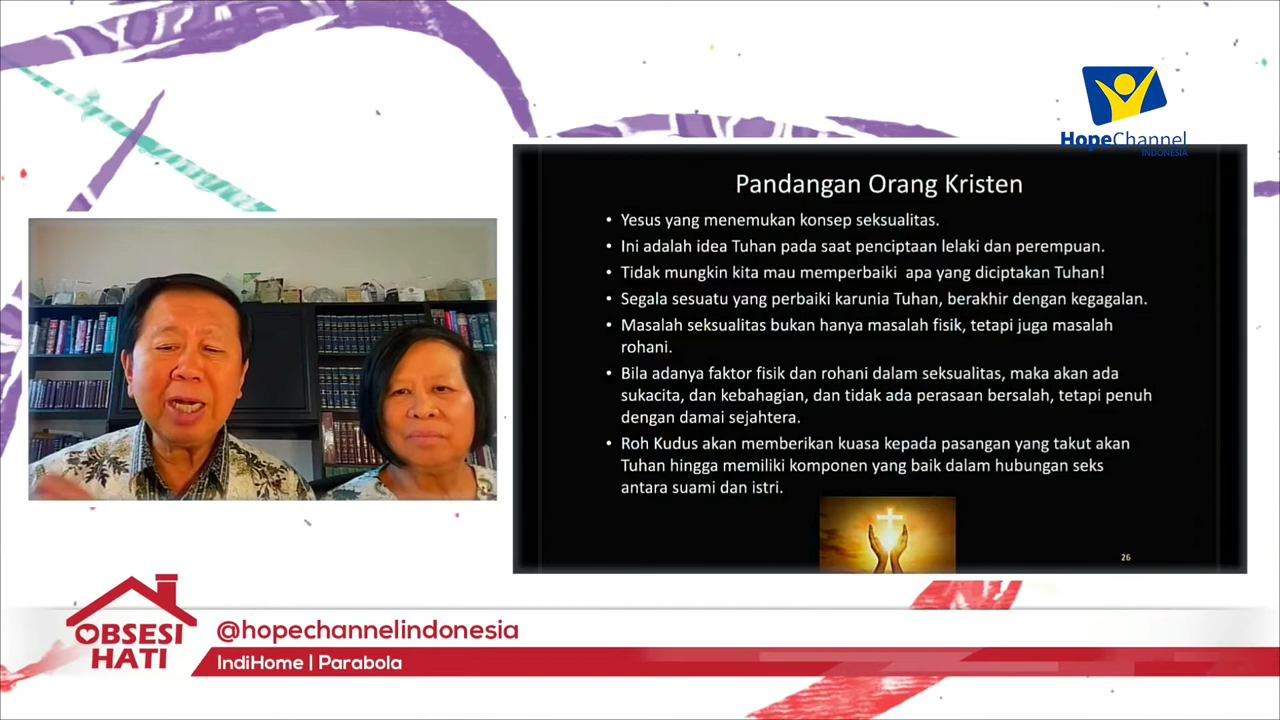 HopeChannel
INDONESIA
Pandangan Orang Kristen
• Yesus yang menemukan konsep seksualitas.
• Ini adalah idea Tuhan pada saat penciptaan lelaki dan perempuan.
• Tidak mungkin kita mau memperbaiki apa yang diciptakan Tuhan!
• Segala sesuatu yang perbaiki karunia Tuhan, berakhir dengan kegagalan.
• Masalah seksualitas bukan hanya masalah fisik, tetapi juga masalah
rohani.
• Bila adanya faktor fisik dan rohani dalam seksualitas, maka akan ada
sukacita, dan kebahagian, dan tidak ada perasaan bersalah, tetapi penuh
dengan damai sejahtera.
• Roh Kudus akan memberikan kuasa kepada pasangan yang takut akan
Tuhan hingga memiliki komponen yang baik dalam hubungan seks
antara suami dan istri.
26
OBSESI
HATI
@hopechannelindonesia
IndiHome | Parabola